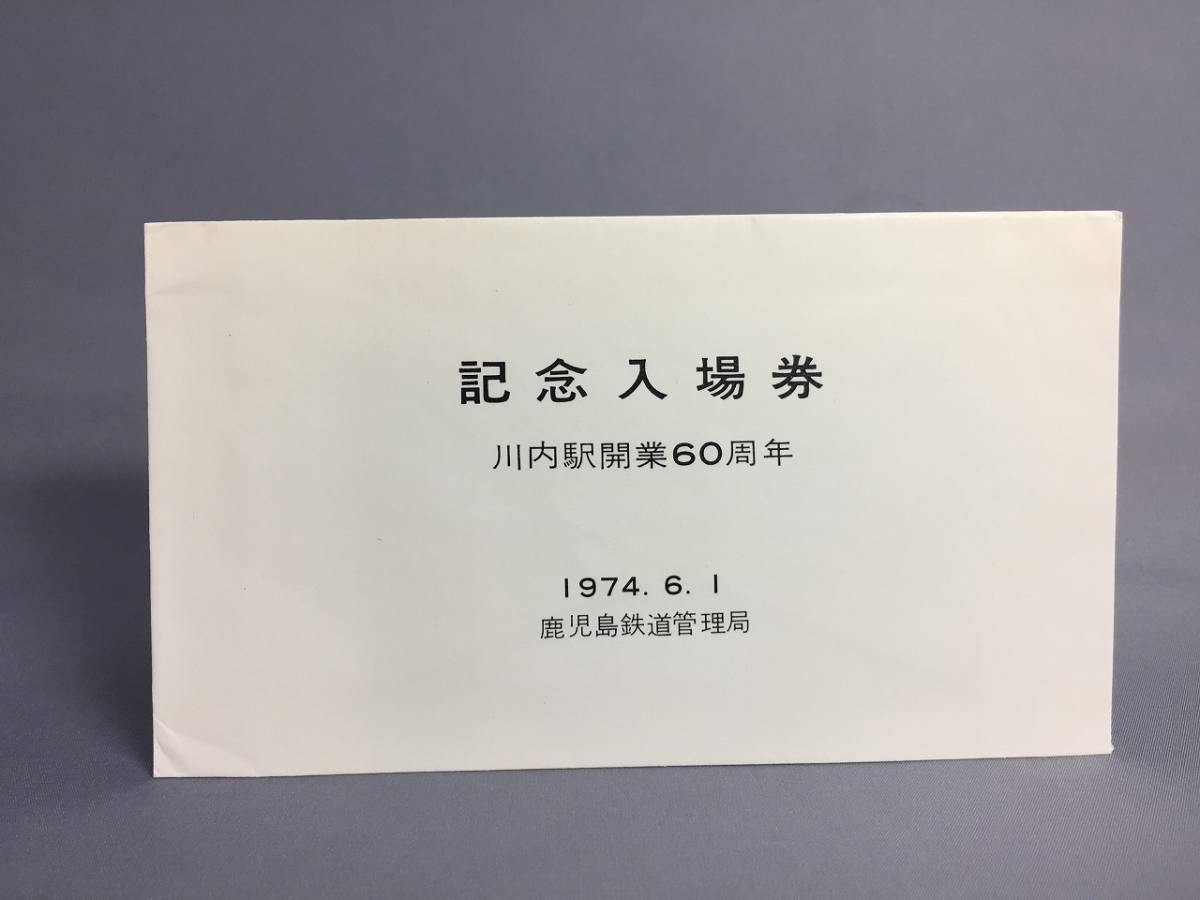 記念入場券
川内駅開業60周年
1974. 6. 1
鹿児島鉄道管理局